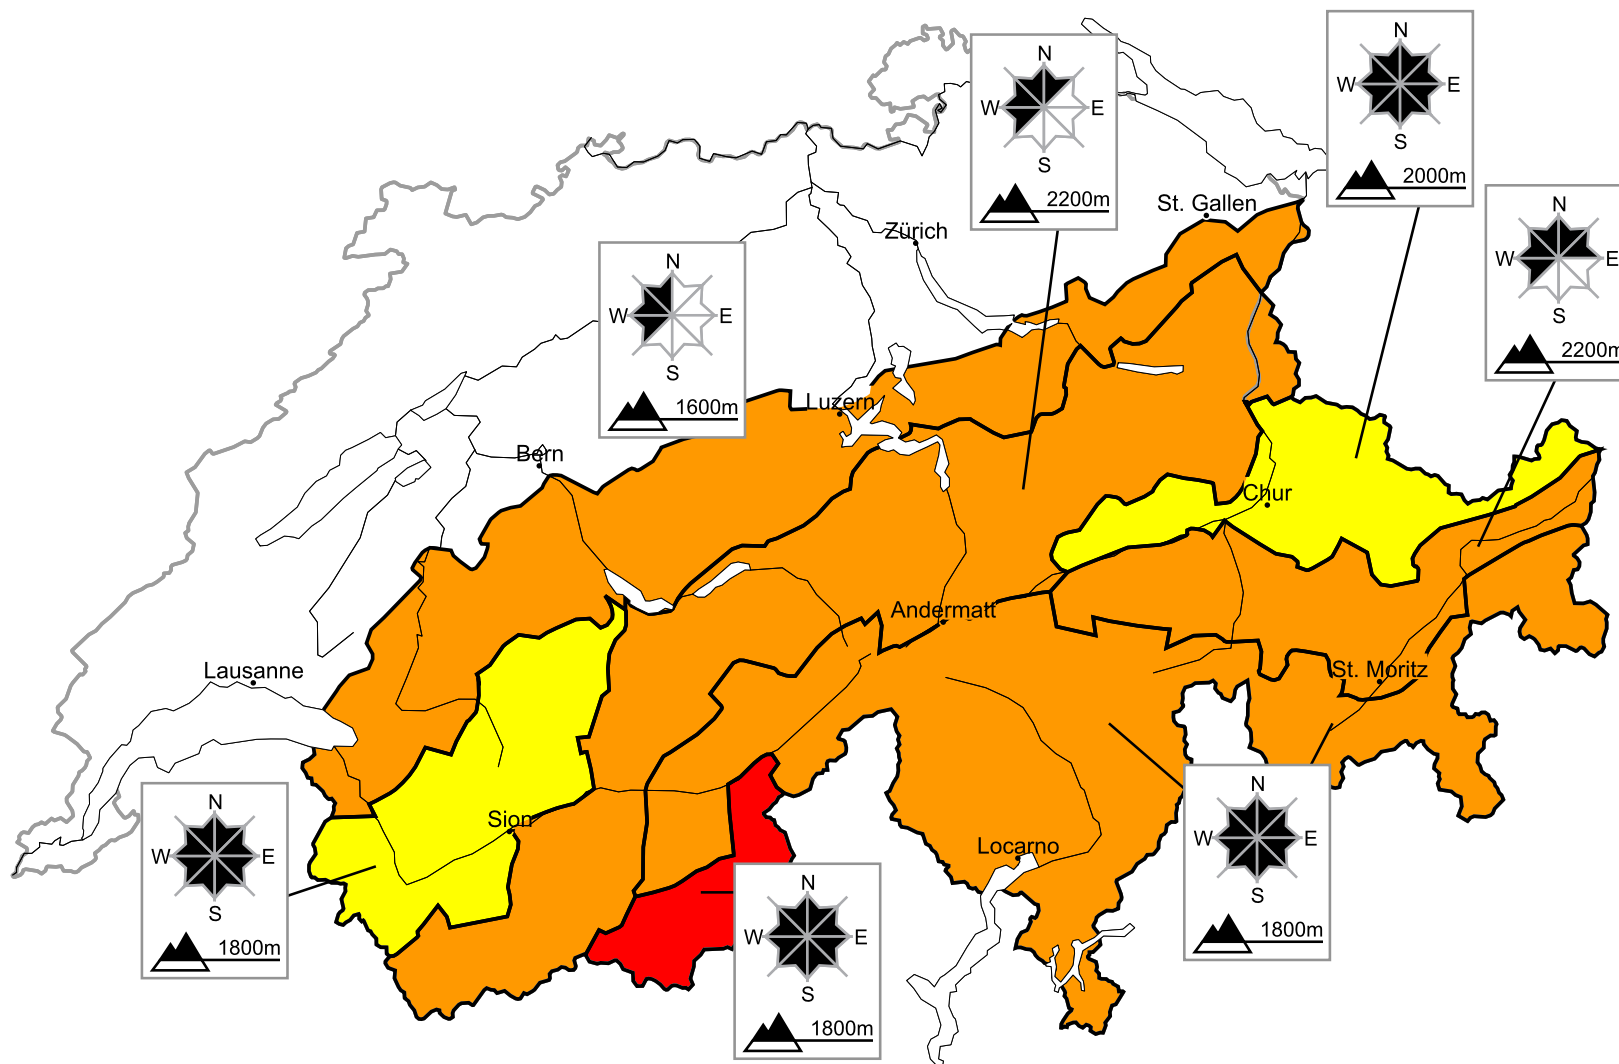 N
W E
S
2000m
N
W E
S
2200m
N
W E
S
2200m
St. Gallen
Zürich
N
W E
S
1600m
Luzern
Bern
Chur
Andermatt
Lausanne
St. Moritz
N
W E
S
1800m
Sion
Locarno
N
W E
S
1800m
N
W E
S
1800m